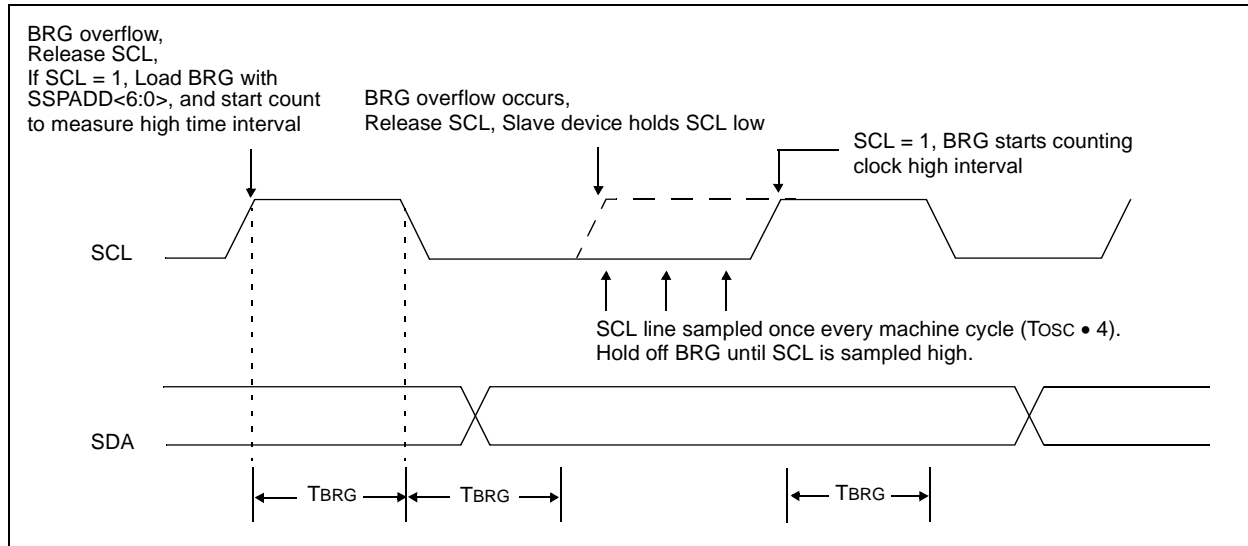 BRG overflow,
Release SCL,
If SCL = 1, Load BRG with
SSPADD<6:0>, and start count
to measure high time interval
BRG overflow occurs,
Release SCL, Slave device holds SCL low
SCL = 1, BRG starts counting
clock high interval
SCL
SCL line sampled once every machine cycle (TOSC • 4).
Hold off BRG until SCL is sampled high.
SDA
TBRG
TBRG
TBRG